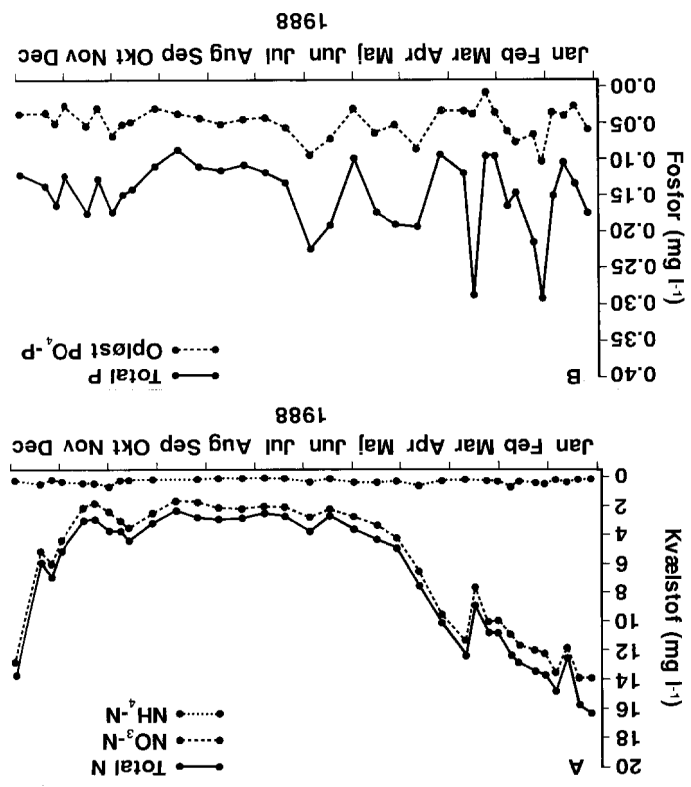 A
Total N
NO₃-N
NH₄-N
Kvælstof (mg l⁻¹)
20
18
16
14
12
10
8
6
4
2
0
Jan Feb Mar Apr Maj Jun Jul Aug Sep Okt Nov Dec
1988
B
Total P
Opløst PO₄-P
Fosfor (mg l⁻¹)
0.40
0.35
0.30
0.25
0.20
0.15
0.10
0.05
0.00
Jan Feb Mar Apr Maj Jun Jul Aug Sep Okt Nov Dec
1988